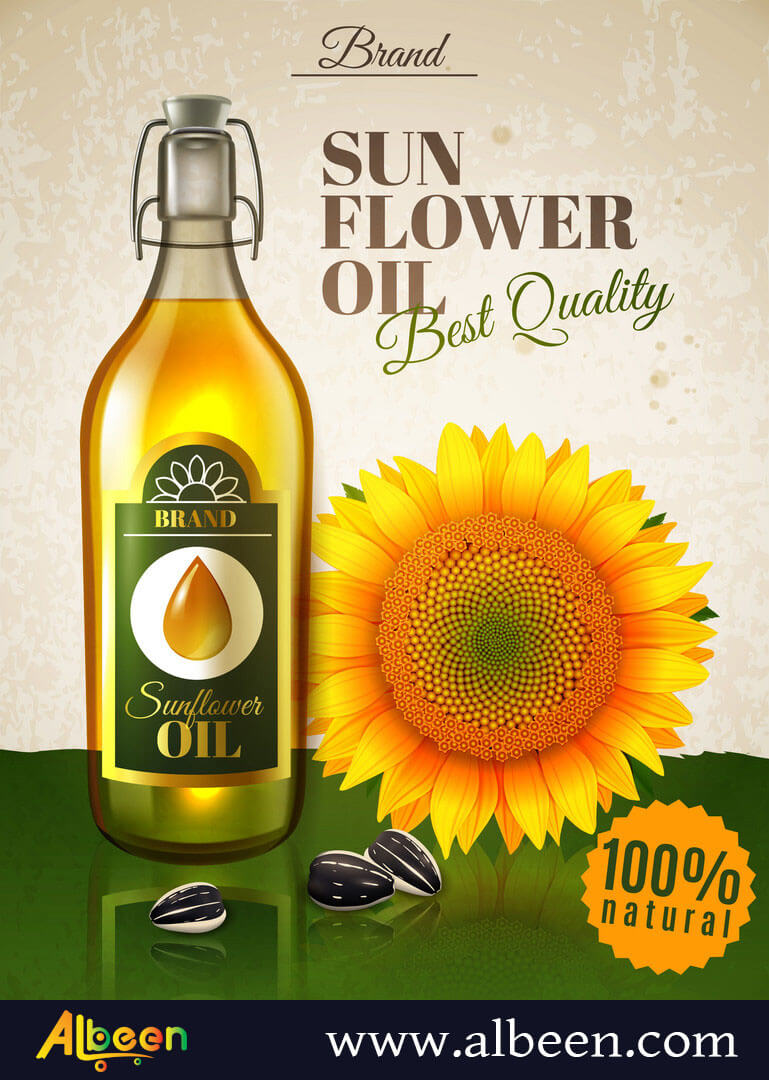 Brand
SUN
FLOWER
OIL
Best Quality
BRAND
Sunflower
OIL
100%
natural
Albeen
www.albeen.com